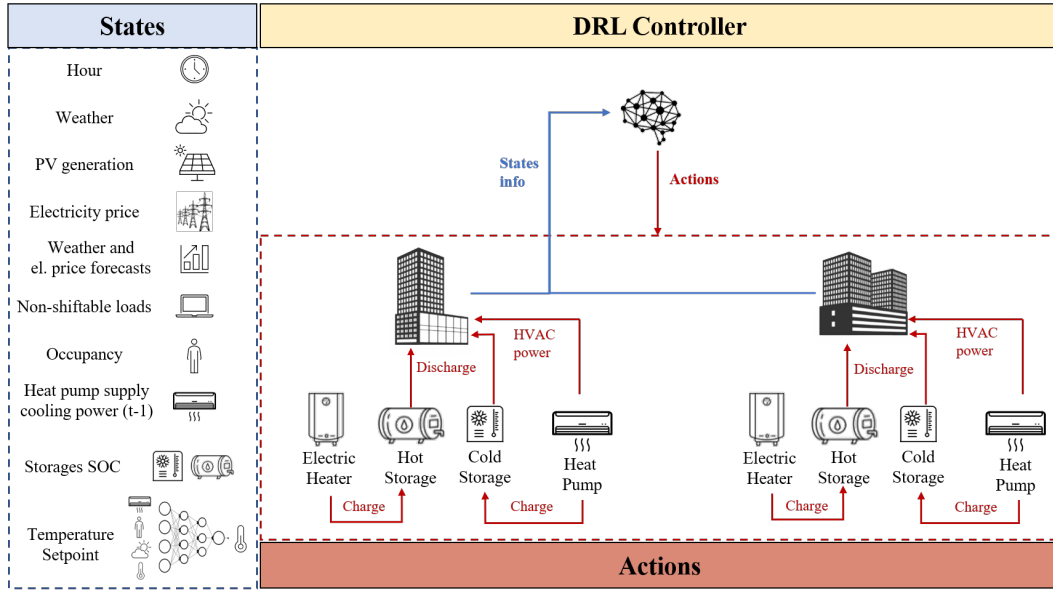 States
Hour
Weather
PV generation
Electricity price
Weather and
el. price forecasts
Non-shiftable loads
Occupancy
Heat pump supply
cooling power (t-1)
Storages SOC
Temperature
Setpoint
DRL Controller
States
info
Actions
HVAC
power
Discharge
Electric
Heater
Hot
Storage
Cold
Storage
Heat
Pump
Charge
Charge
HVAC
power
Discharge
Electric
Heater
Hot
Storage
Cold
Storage
Heat
Pump
Charge
Charge
Actions